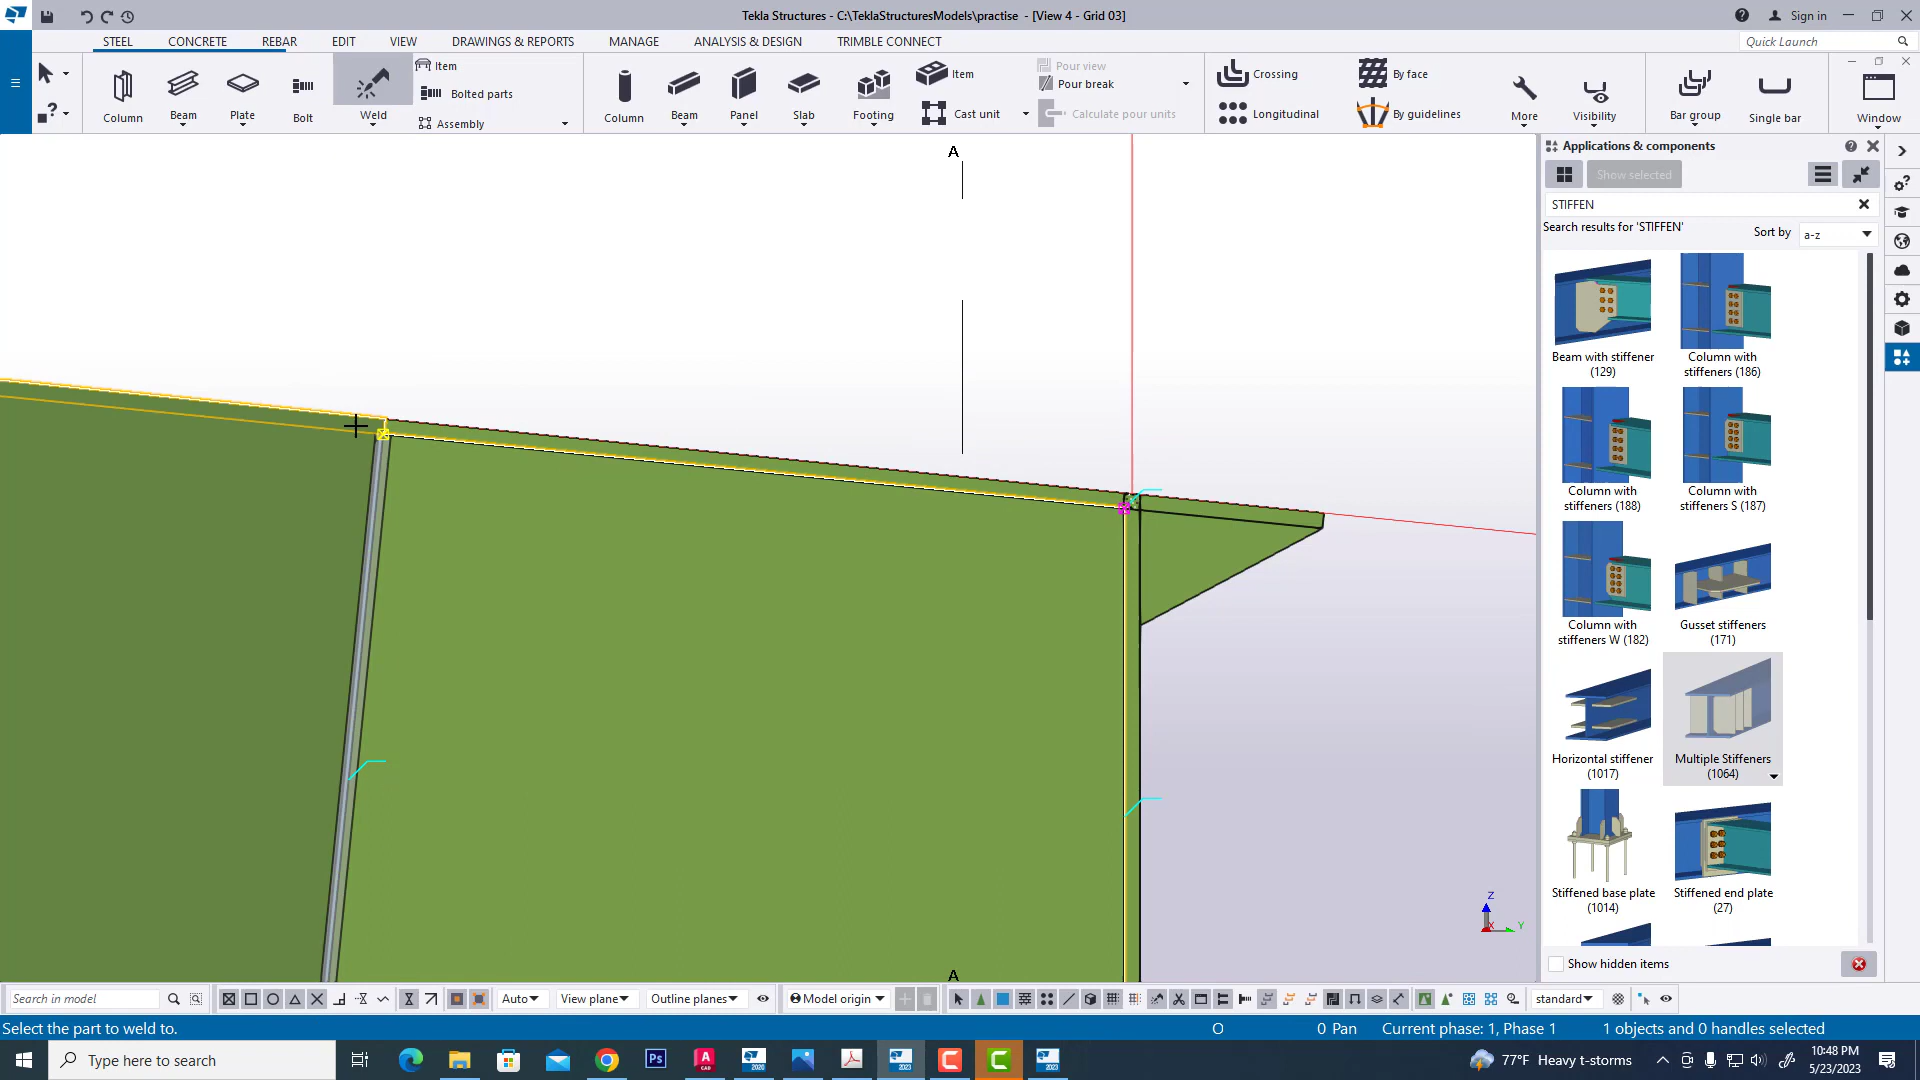 Tekla Structures - C:\TeklaStructuresModels\practise - [View 4 - Grid 03]
Sign in
STEEL CONCRETE REBAR EDIT VIEW DRAWINGS & REPORTS MANAGE ANALYSIS & DESIGN TRIMBLE CONNECT
Quick Launch
Column Beam Plate Bolt Weld
Item
Bolted parts
Assembly
Column Beam Panel Slab Footing
Item
Cast unit
Pour view
Pour break
Calculate pour units
Crossing
Longitudinal
By face
By guidelines
More Visibility Bar group Single bar Window
A
A
Z
Y
X
Applications & components
Show selected
STIFFEN
Search results for 'STIFFEN'
Sort by
a-z
Beam with stiffener (129)
Column with stiffeners (186)
Column with stiffeners (188)
Column with stiffeners S (187)
Column with stiffeners W (182)
Gusset stiffeners (171)
Horizontal stiffener (1017)
Multiple Stiffeners (1064)
Stiffened base plate (1014)
Stiffened end plate (27)
Show hidden items
Search in model
Auto
View plane
Outline planes
Model origin
standard
Select the part to weld to.
O
0 Pan
Current phase: 1, Phase 1
1 objects and 0 handles selected
Type here to search
Ps
A
CAD
2020
2023
C
C
2023
77°F Heavy t-storms
10:48 PM
5/23/2023